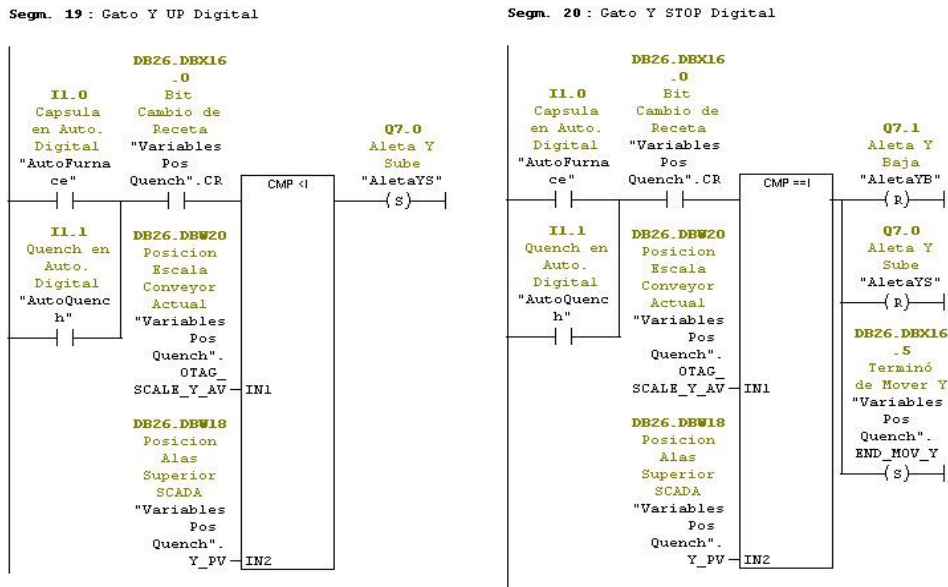 Segm. 19 : Gato Y UP Digital
DB26.DBX16
.0
Bit
Cambio de
Receta
"Variables
Pos
Quench".CR
I1.0
Capsula
en Auto.
Digital
"AutoFurna
ce"
Q7.0
Aleta Y
Sube
"AletaYS"
S
CMP <I
I1.1
Quench en
Auto.
Digital
"AutoQuenc
h"
DB26.DBW20
Posicion
Escala
Conveyor
Actual
"Variables
Pos
Quench".
OTAG_
SCALE_Y_AV
IN1
DB26.DBW18
Posicion
Alas
Superior
SCADA
"Variables
Pos
Quench".
Y_PV
IN2
Segm. 20 : Gato Y STOP Digital
DB26.DBX16
.0
Bit
Cambio de
Receta
"Variables
Pos
Quench".CR
I1.0
Capsula
en Auto.
Digital
"AutoFurna
ce"
Q7.1
Aleta Y
Baja
"AletaYB"
R
CMP ==I
I1.1
Quench en
Auto.
Digital
"AutoQuenc
h"
DB26.DBW20
Posicion
Escala
Conveyor
Actual
"Variables
Pos
Quench".
OTAG_
SCALE_Y_AV
IN1
Q7.0
Aleta Y
Sube
"AletaYS"
R
DB26.DBX16
.5
Terminó
de Mover Y
"Variables
Pos
Quench".
END_MOV_Y
S
DB26.DBW18
Posicion
Alas
Superior
SCADA
"Variables
Pos
Quench".
Y_PV
IN2